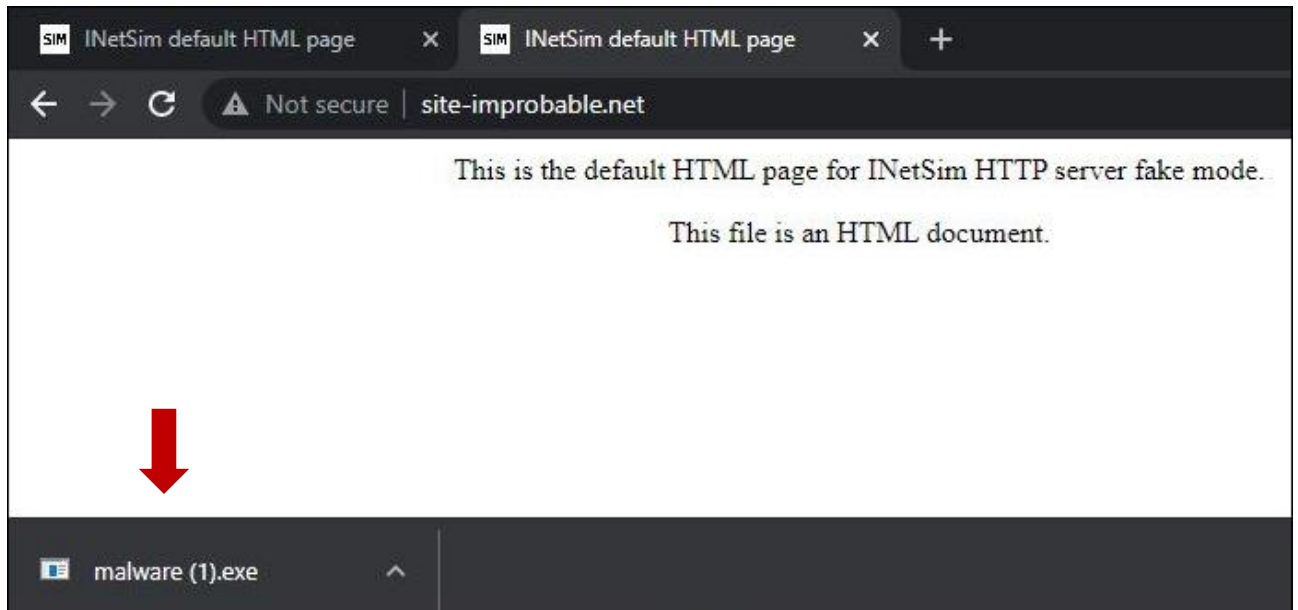 SIM INetSim default HTML page × SIM INetSim default HTML page × +
Not secure | site-improbable.net
This is the default HTML page for INetSim HTTP server fake mode.
This file is an HTML document.
malware (1).exe